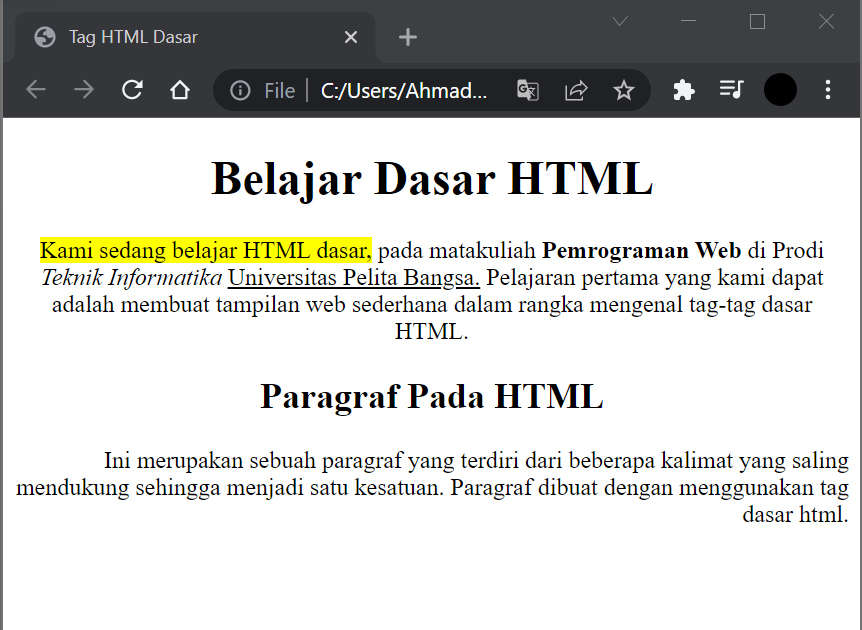 Tag HTML Dasar
File C:/Users/Ahmad...
Belajar Dasar HTML
Kami sedang belajar HTML dasar, pada matakuliah Pemrograman Web di Prodi
Teknik Informatika Universitas Pelita Bangsa. Pelajaran pertama yang kami dapat
adalah membuat tampilan web sederhana dalam rangka mengenal tag-tag dasar
HTML.
Paragraf Pada HTML
Ini merupakan sebuah paragraf yang terdiri dari beberapa kalimat yang saling
mendukung sehingga menjadi satu kesatuan. Paragraf dibuat dengan menggunakan tag
dasar html.